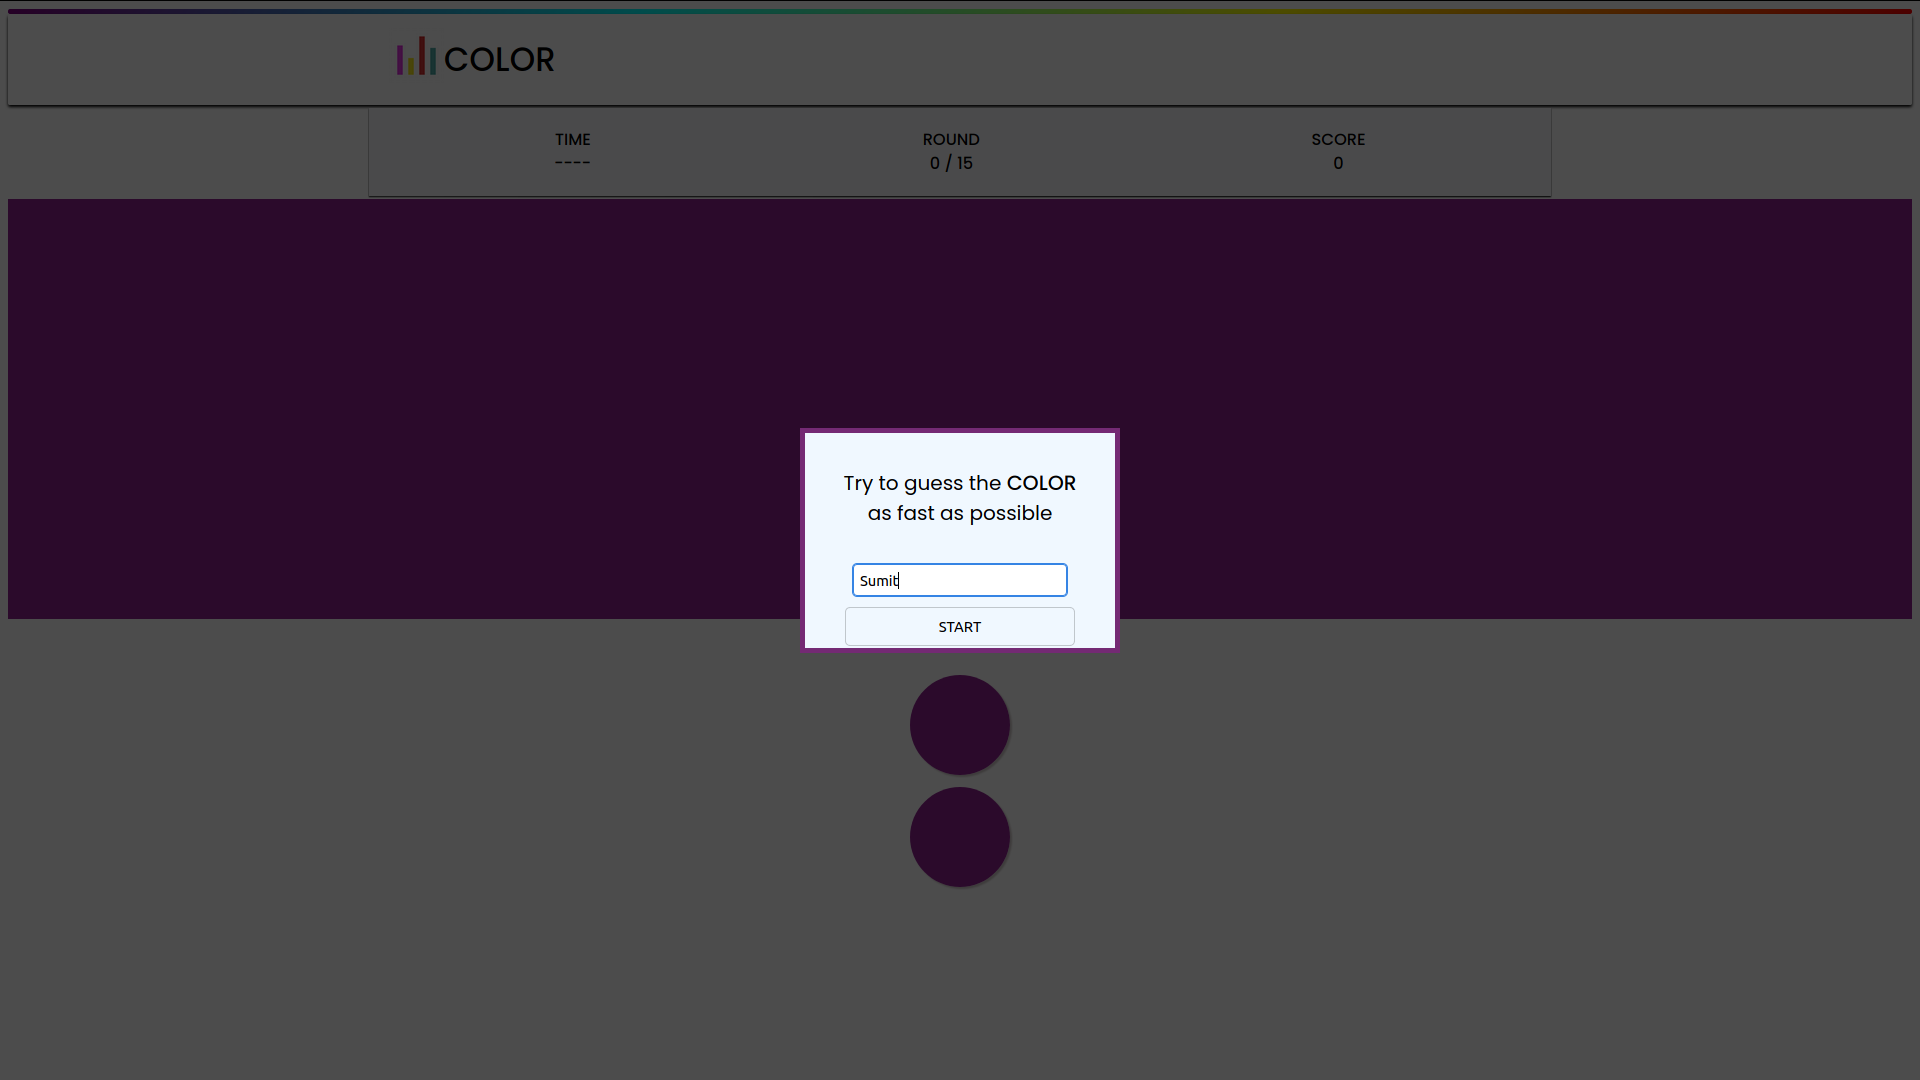 COLOR
TIME
----
ROUND
0 / 15
SCORE
0
Try to guess the COLOR
as fast as possible
Sumit
START